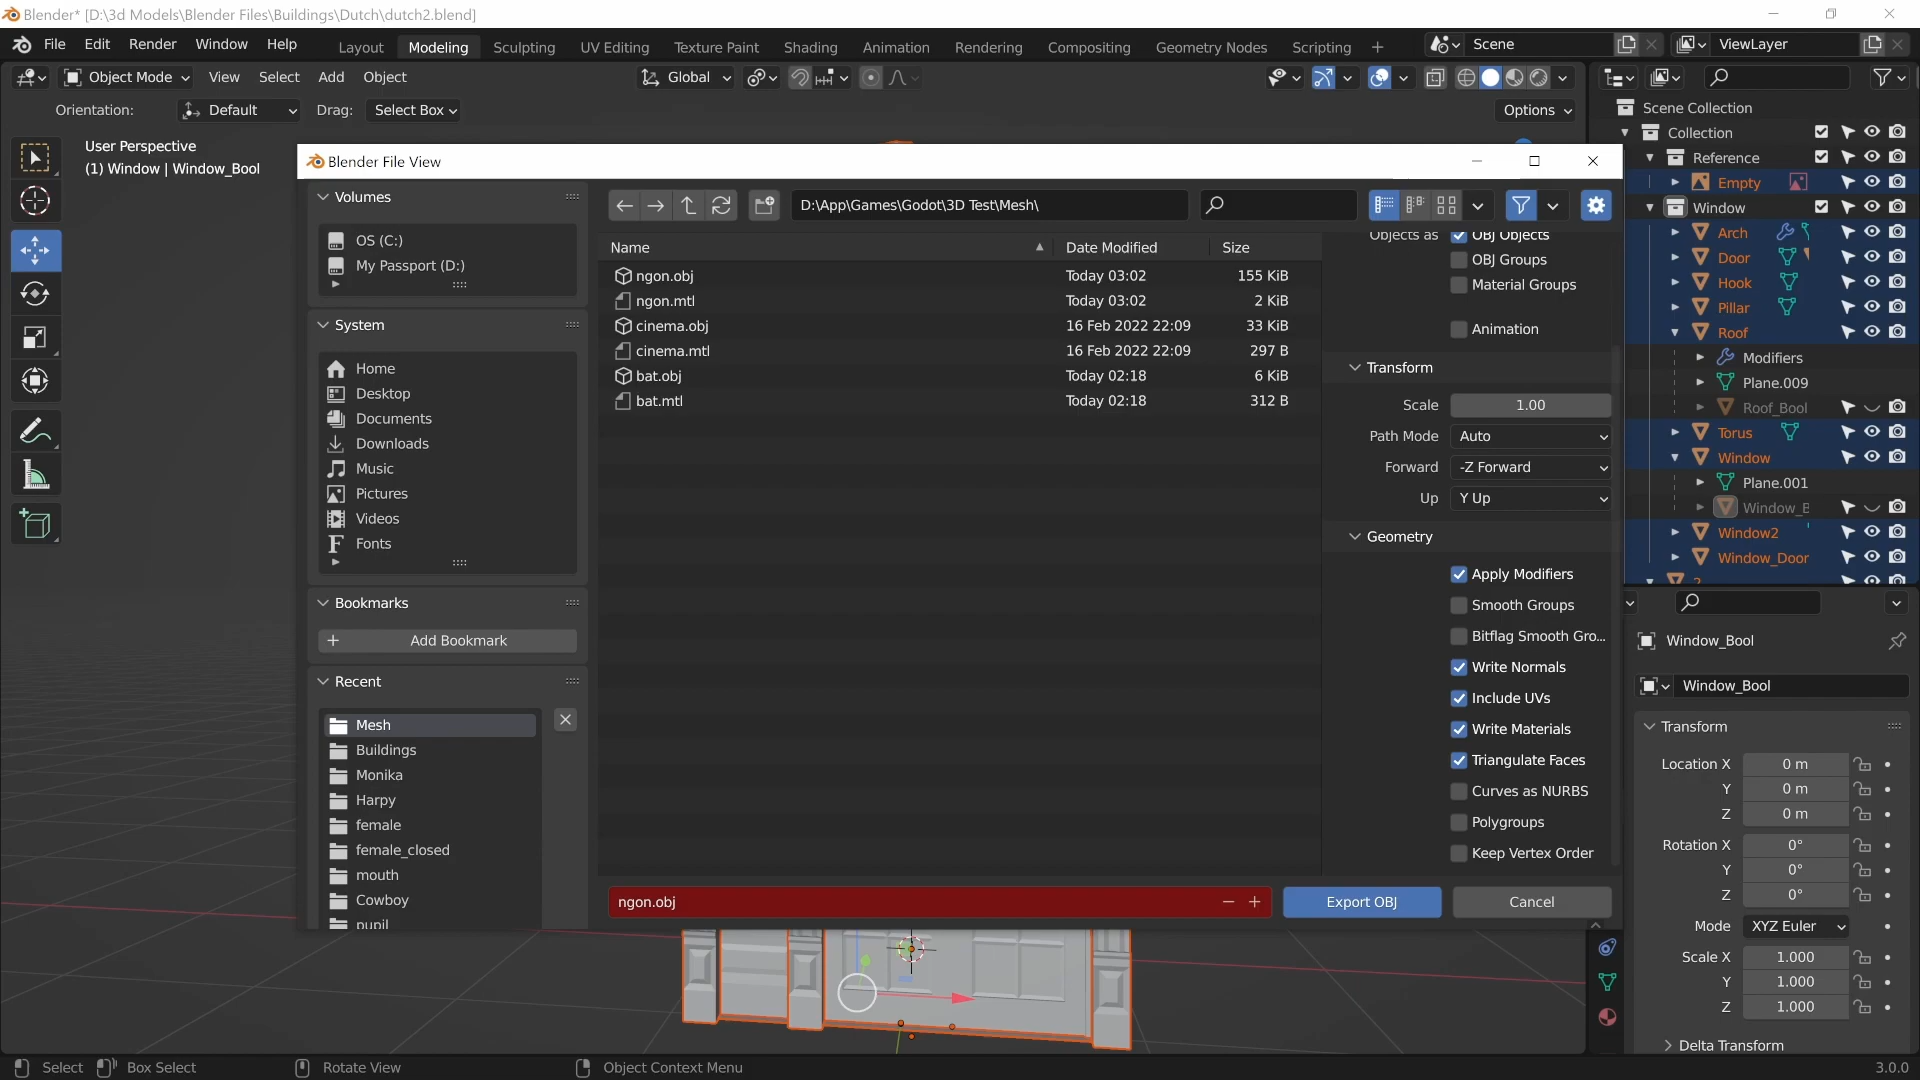 Blender* [D:\3d Models\Blender Files\Buildings\Dutch\dutch2.blend]
File Edit Render Window Help Layout Modeling Sculpting UV Editing Texture Paint Shading Animation Rendering Compositing Geometry Nodes Scripting + Scene ViewLayer
Object Mode View Select Add Object Global
Orientation: Default Drag: Select Box Options
User Perspective
(1) Window | Window_Bool
Blender File View
Volumes
OS (C:)
My Passport (D:)
System
Home
Desktop
Documents
Downloads
Music
Pictures
Videos
Fonts
Bookmarks
Add Bookmark
Recent
Mesh
Buildings
Monika
Harpy
female
female_closed
mouth
Cowboy
pupil
D:\App\Games\Godot\3D Test\Mesh\
Name Date Modified Size
ngon.obj Today 03:02 155 KiB
ngon.mtl Today 03:02 2 KiB
cinema.obj 16 Feb 2022 22:09 33 KiB
cinema.mtl 16 Feb 2022 22:09 297 B
bat.obj Today 02:18 6 KiB
bat.mtl Today 02:18 312 B
Objects as OBJ Objects
OBJ Groups
Material Groups
Animation
Transform
Scale 1.00
Path Mode Auto
Forward -Z Forward
Up Y Up
Geometry
Apply Modifiers
Smooth Groups
Bitflag Smooth Gro...
Write Normals
Include UVs
Write Materials
Triangulate Faces
Curves as NURBS
Polygroups
Keep Vertex Order
ngon.obj Export OBJ Cancel
Scene Collection
Collection
Reference
Empty
Window
Arch
Door
Hook
Pillar
Roof
Modifiers
Plane.009
Roof_Bool
Torus
Window
Plane.001
Window_B
Window2
Window_Door
2
Window_Bool
Window_Bool
Transform
Location X 0 m
Y 0 m
Z 0 m
Rotation X 0°
Y 0°
Z 0°
Mode XYZ Euler
Scale X 1.000
Y 1.000
Z 1.000
Delta Transform
Select Box Select Rotate View Object Context Menu 3.0.0